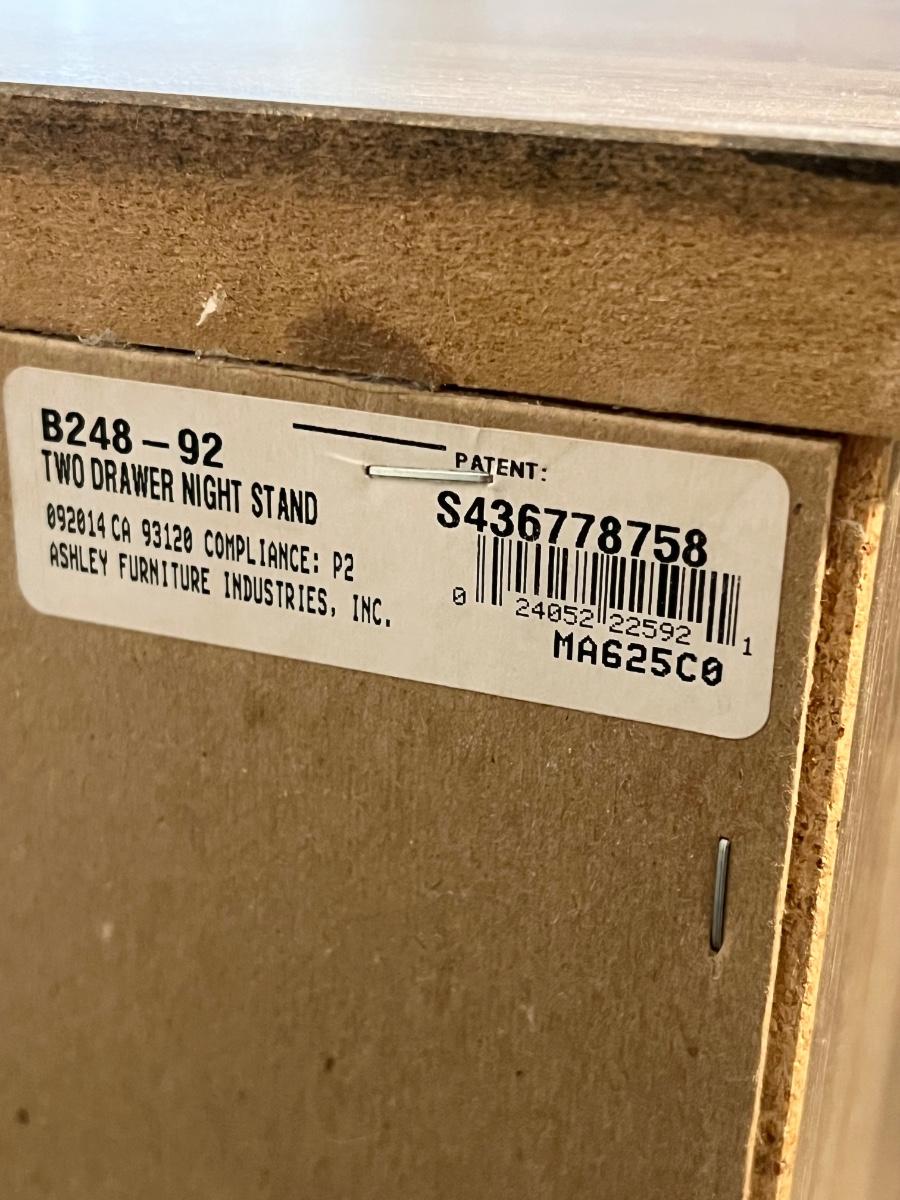 B248-92
TWO DRAWER NIGHT STAND
092014 CA 93120 COMPLIANCE: P2
ASHLEY FURNITURE INDUSTRIES, INC.
PATENT:
S436778758
0 24052 22592 1
MA625C0